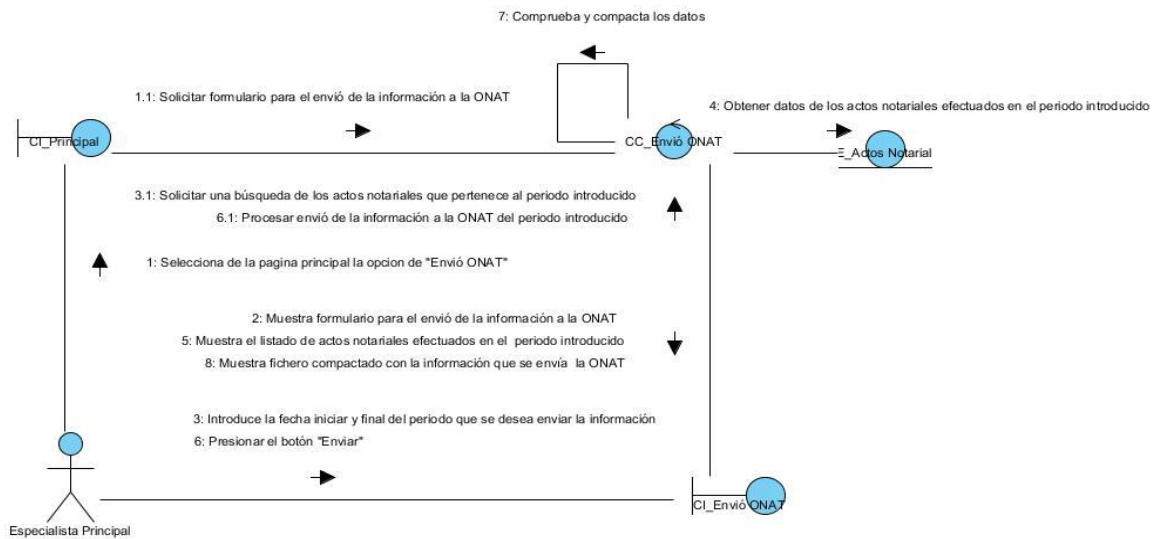 7: Comprueba y compacta los datos
1.1: Solicitar formulario para el envió de la información a la ONAT
4: Obtener datos de los actos notariales efectuados en el periodo introducido
CI_Principal
CC_Envió ONAT
E_Actos Notarial
3.1: Solicitar una búsqueda de los actos notariales que pertenece al periodo introducido
6.1: Procesar envió de la información a la ONAT del periodo introducido
1: Selecciona de la pagina principal la opcion de "Envió ONAT"
2: Muestra formulario para el envió de la información a la ONAT
5: Muestra el listado de actos notariales efectuados en el periodo introducido
8: Muestra fichero compactado con la información que se envía la ONAT
3: Introduce la fecha iniciar y final del periodo que se desea enviar la información
6: Presionar el botón "Enviar"
CI_Envió ONAT
Especialista Principal